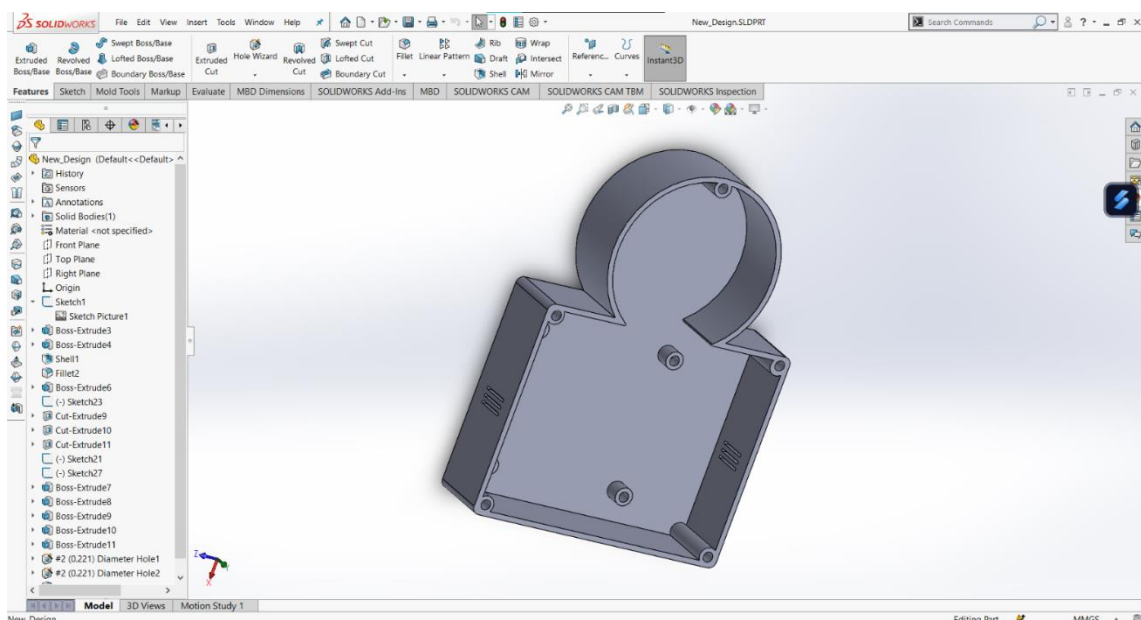 SOLIDWORKS File Edit View Insert Tools Window Help New_Design.SLDPRT Search Commands
Extruded Boss/Base
Revolved Boss/Base
Swept Boss/Base
Lofted Boss/Base
Boundary Boss/Base
Extruded Cut
Hole Wizard
Revolved Cut
Swept Cut
Lofted Cut
Boundary Cut
Fillet
Linear Pattern
Rib
Draft
Shell
Wrap
Intersect
Mirror
Referenc...
Curves
Instant3D
Features Sketch Mold Tools Markup Evaluate MBD Dimensions SOLIDWORKS Add-Ins MBD SOLIDWORKS CAM SOLIDWORKS CAM TBM SOLIDWORKS Inspection
New_Design (Default<<Default>
History
Sensors
Annotations
Solid Bodies(1)
Material <not specified>
Front Plane
Top Plane
Right Plane
Origin
Sketch1
Sketch Picture1
Boss-Extrude3
Boss-Extrude4
Shell1
Fillet2
Boss-Extrude6
(-) Sketch23
Cut-Extrude9
Cut-Extrude10
Cut-Extrude11
(-) Sketch21
(-) Sketch27
Boss-Extrude7
Boss-Extrude8
Boss-Extrude9
Boss-Extrude10
Boss-Extrude11
#2 (0.221) Diameter Hole1
#2 (0.221) Diameter Hole2
Z
X
Model 3D Views Motion Study 1
New_Design Editing Part MMGS